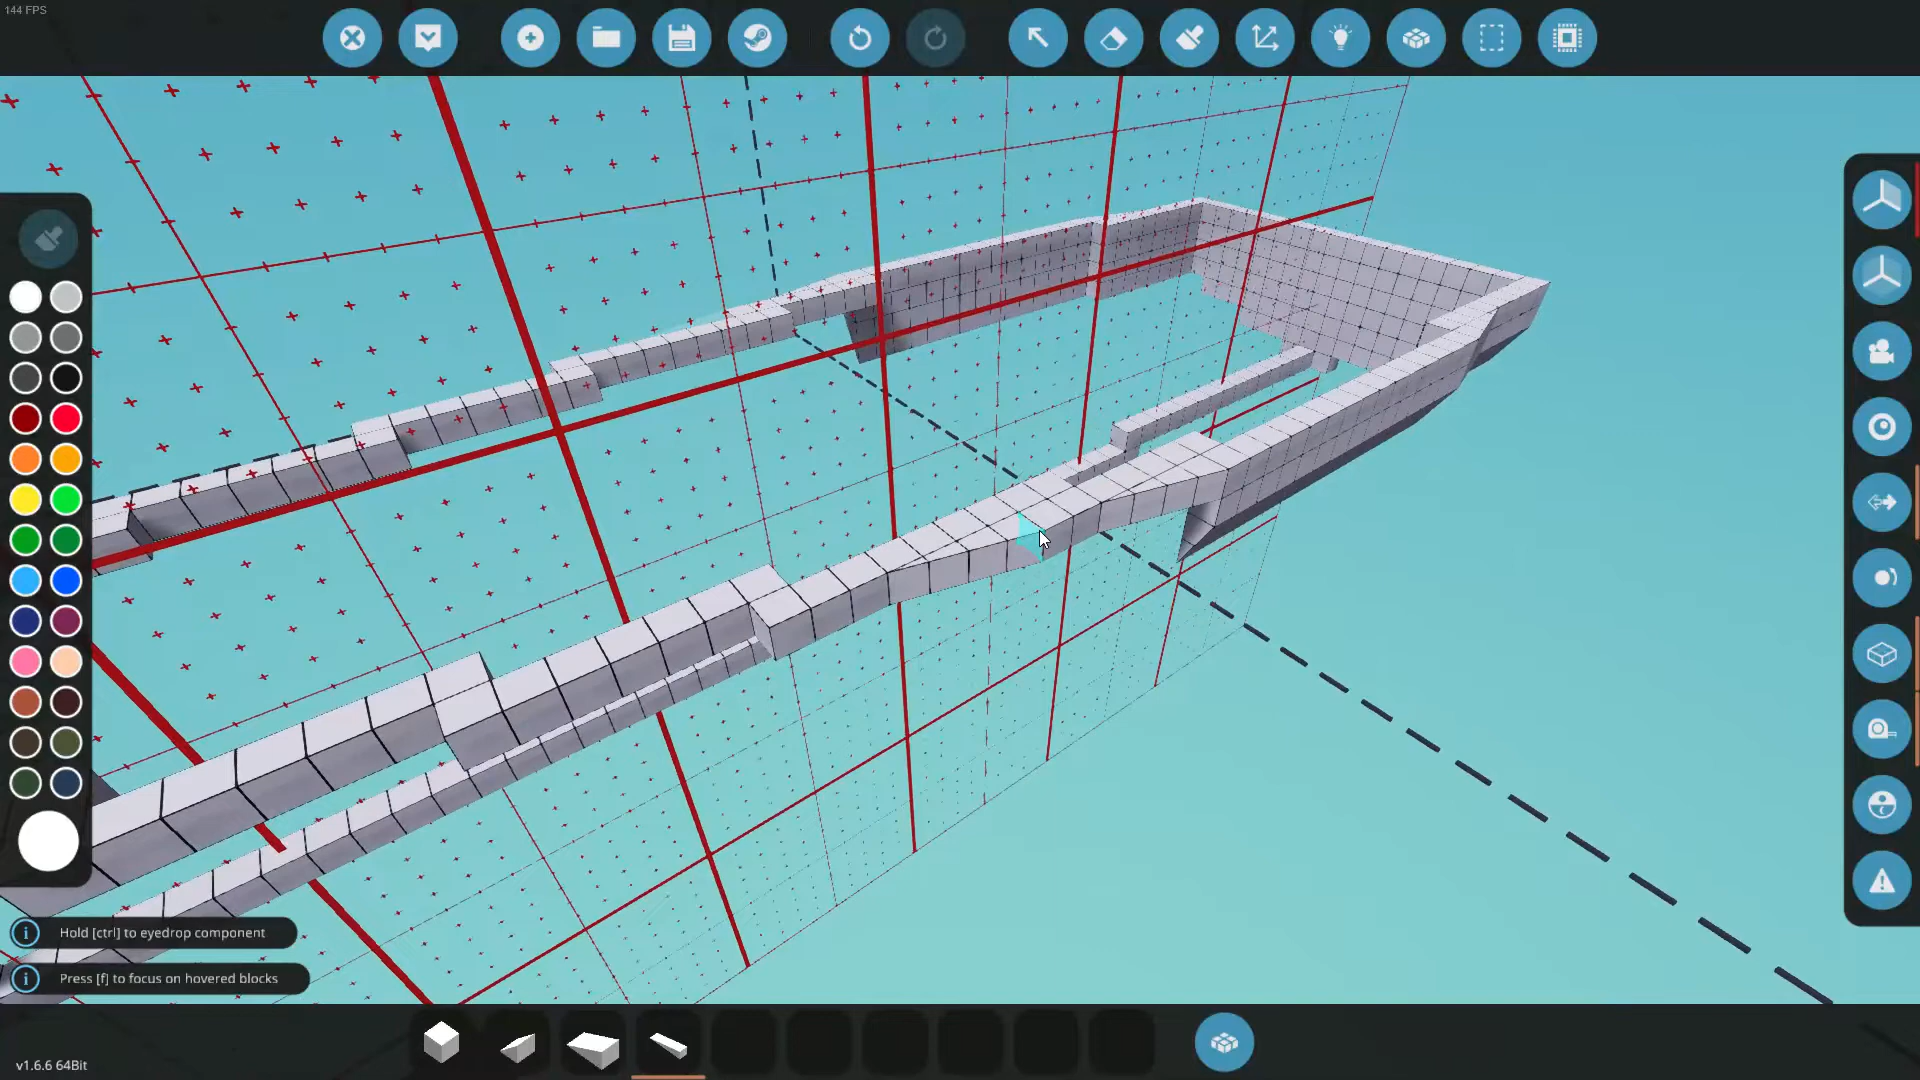 144 FPS
Hold [ctrl] to eyedrop component
Press [f] to focus on hovered blocks
v1.6.6 64Bit